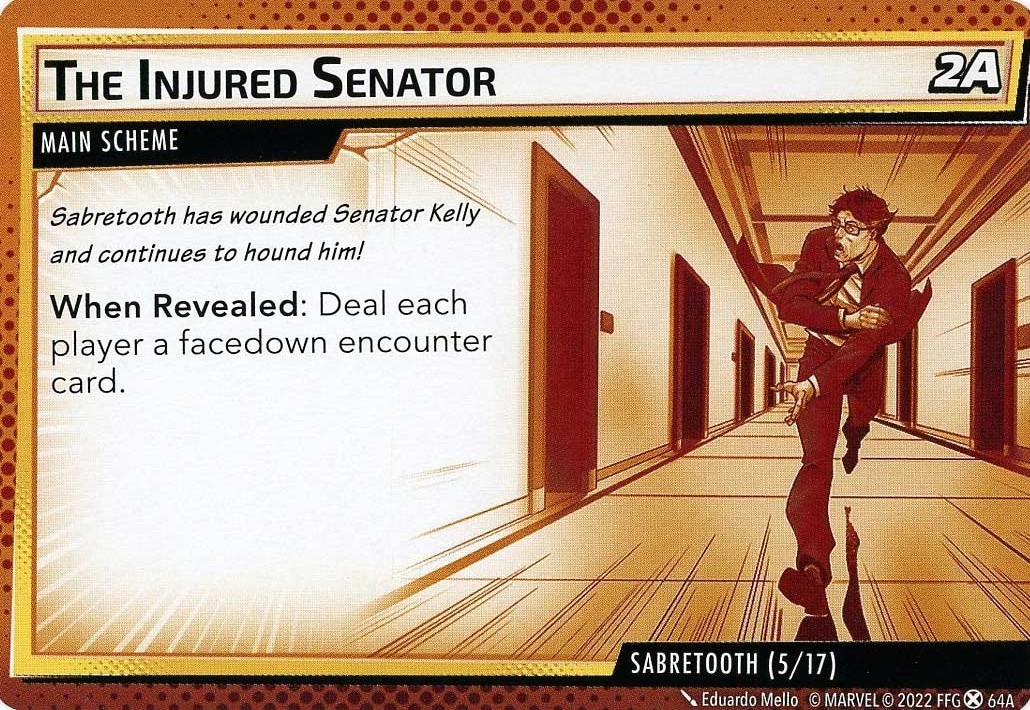 The Injured Senator
2A
MAIN SCHEME
Sabretooth has wounded Senator Kelly
and continues to hound him!
When Revealed: Deal each
player a facedown encounter
card.
SABRETOOTH (5/17)
Eduardo Mello © MARVEL © 2022 FFG 64A